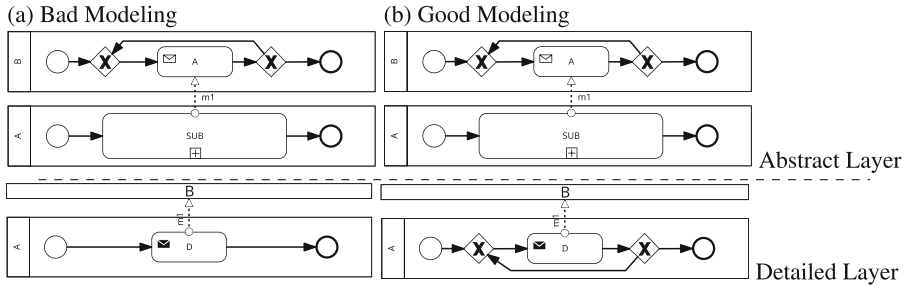 (a) Bad Modeling
(b) Good Modeling
B
X
A
X
B
X
A
X
m1
m1
A
SUB
A
SUB
Abstract Layer
B
B
m1
m1
A
D
A
X
D
X
Detailed Layer